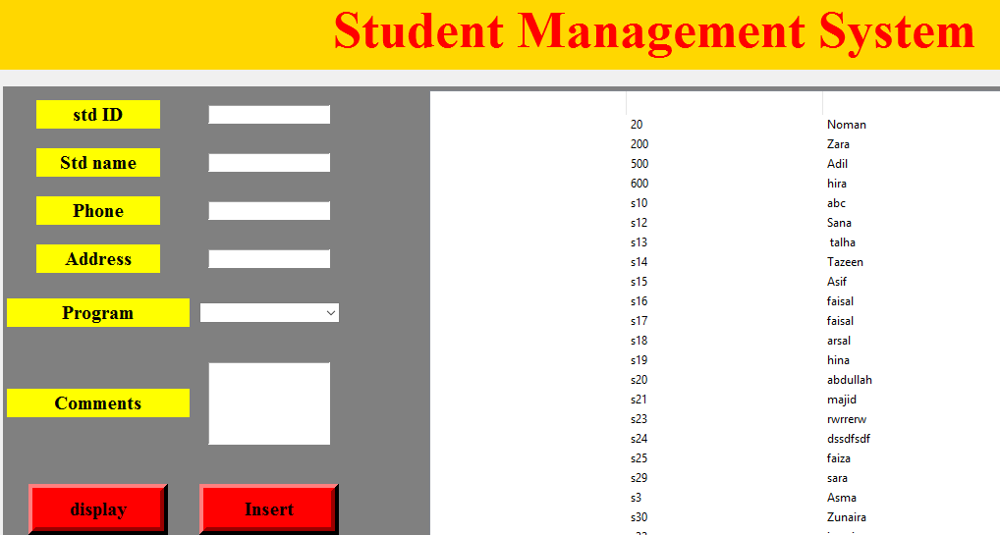 Student Management System
std ID
Std name
Phone
Address
Program
Comments
display Insert
20 Noman
200 Zara
500 Adil
600 hira
s10 abc
s12 Sana
s13 talha
s14 Tazeen
s15 Asif
s16 faisal
s17 faisal
s18 arsal
s19 hina
s20 abdullah
s21 majid
s23 rwrrerw
s24 dssdfsdf
s25 faiza
s29 sara
s3 Asma
s30 Zunaira